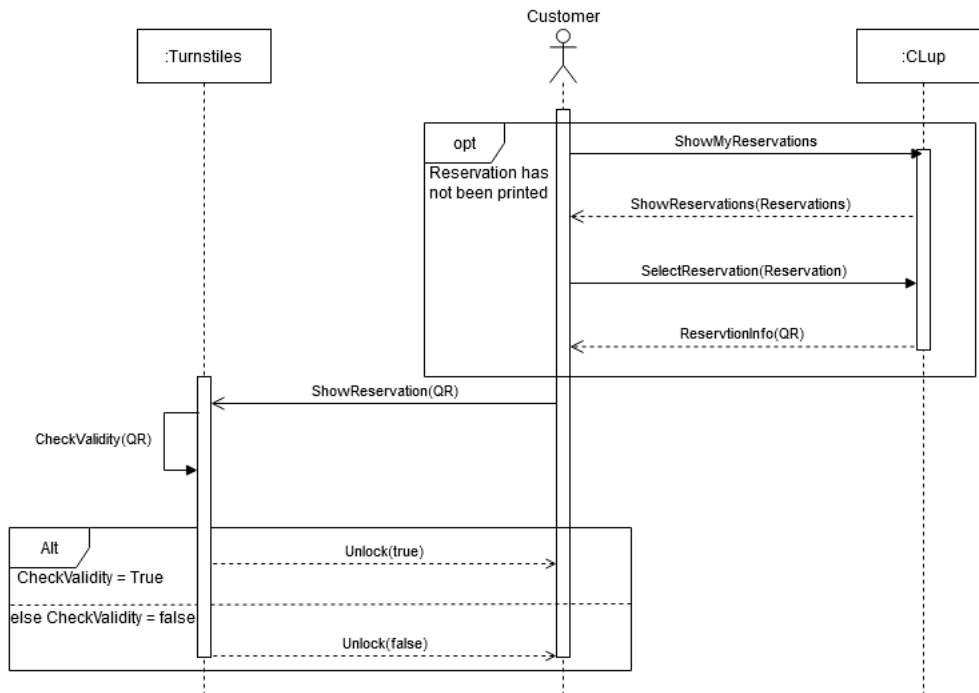 Customer
:Turnstiles
:CLup
opt
Reservation has
not been printed
ShowMyReservations
ShowReservations(Reservations)
SelectReservation(Reservation)
ReservtionInfo(QR)
ShowReservation(QR)
CheckValidity(QR)
Alt
CheckValidity = True
Unlock(true)
else CheckValidity = false
Unlock(false)